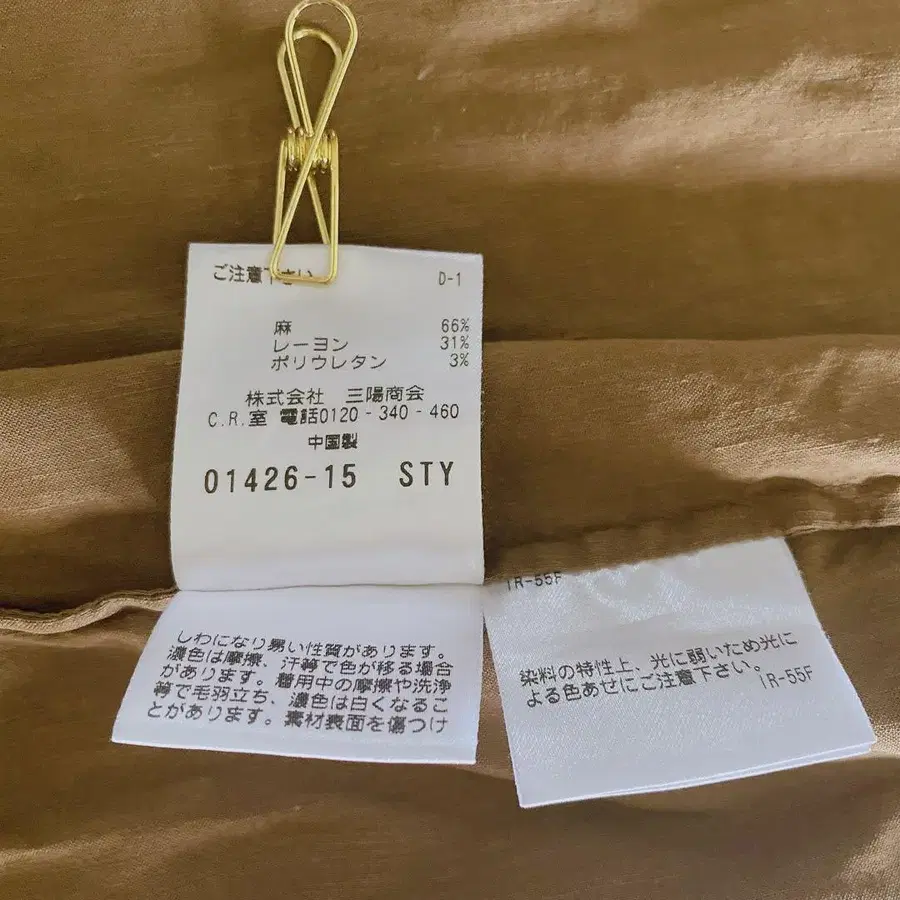 ご注意下さい D-1
麻 66%
レーヨン 31%
ポリウレタン 3%
株式会社 三陽商会
C.R.室 電話0120-340-460
中国製
01426-15 STY
しわになり易い性質があります。
濃色は摩擦、汗等で色が移る場合
があります。着用中の摩擦や洗浄
等で毛羽立ち、濃色は白くなるこ
とがあります。素材表面を傷つけ
IR-55F
染料の特性上、光に弱いため光に
よる色あせにご注意下さい。
IR-55F